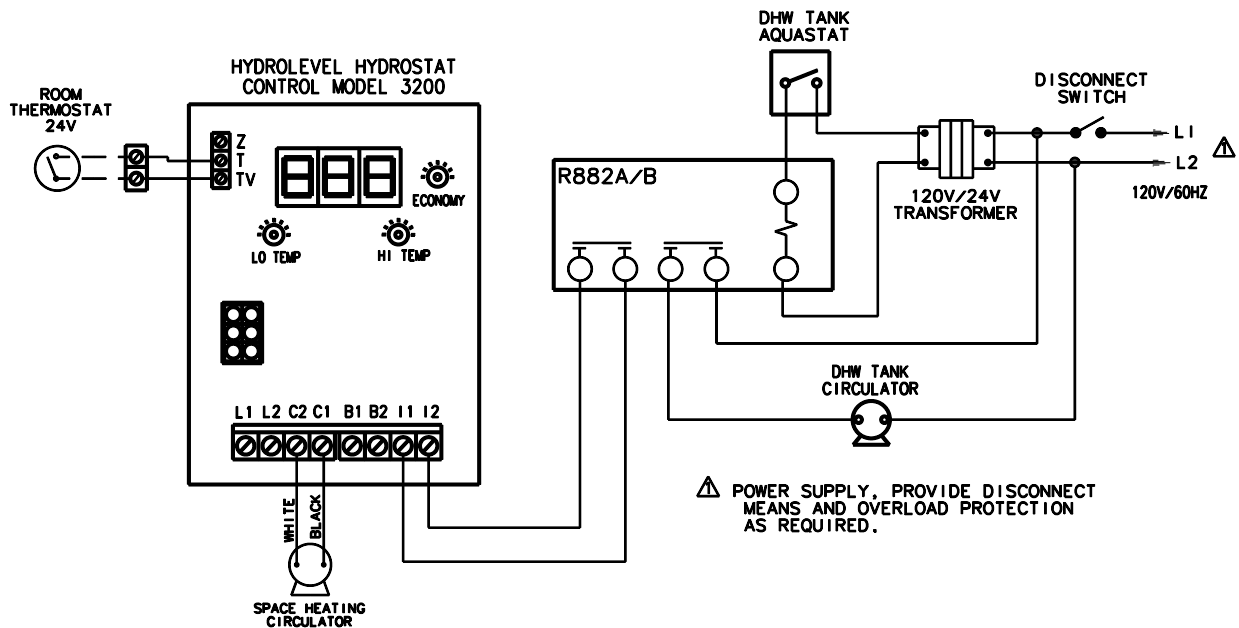 DHW TANK
AQUASTAT
HYDROLEVEL HYDROSTAT
CONTROL MODEL 3200
DISCONNECT
SWITCH
ROOM
THERMOSTAT
24V
Z
T
TV
ECONOMY
LO TEMP
HI TEMP
R882A/B
L1
L2
1
120V/60HZ
120V/24V
TRANSFORMER
DHW TANK
CIRCULATOR
L1 L2 C2 C1 B1 B2 I1 I2
WHITE
BLACK
1 POWER SUPPLY. PROVIDE DISCONNECT
MEANS AND OVERLOAD PROTECTION
AS REQUIRED.
SPACE HEATING
CIRCULATOR